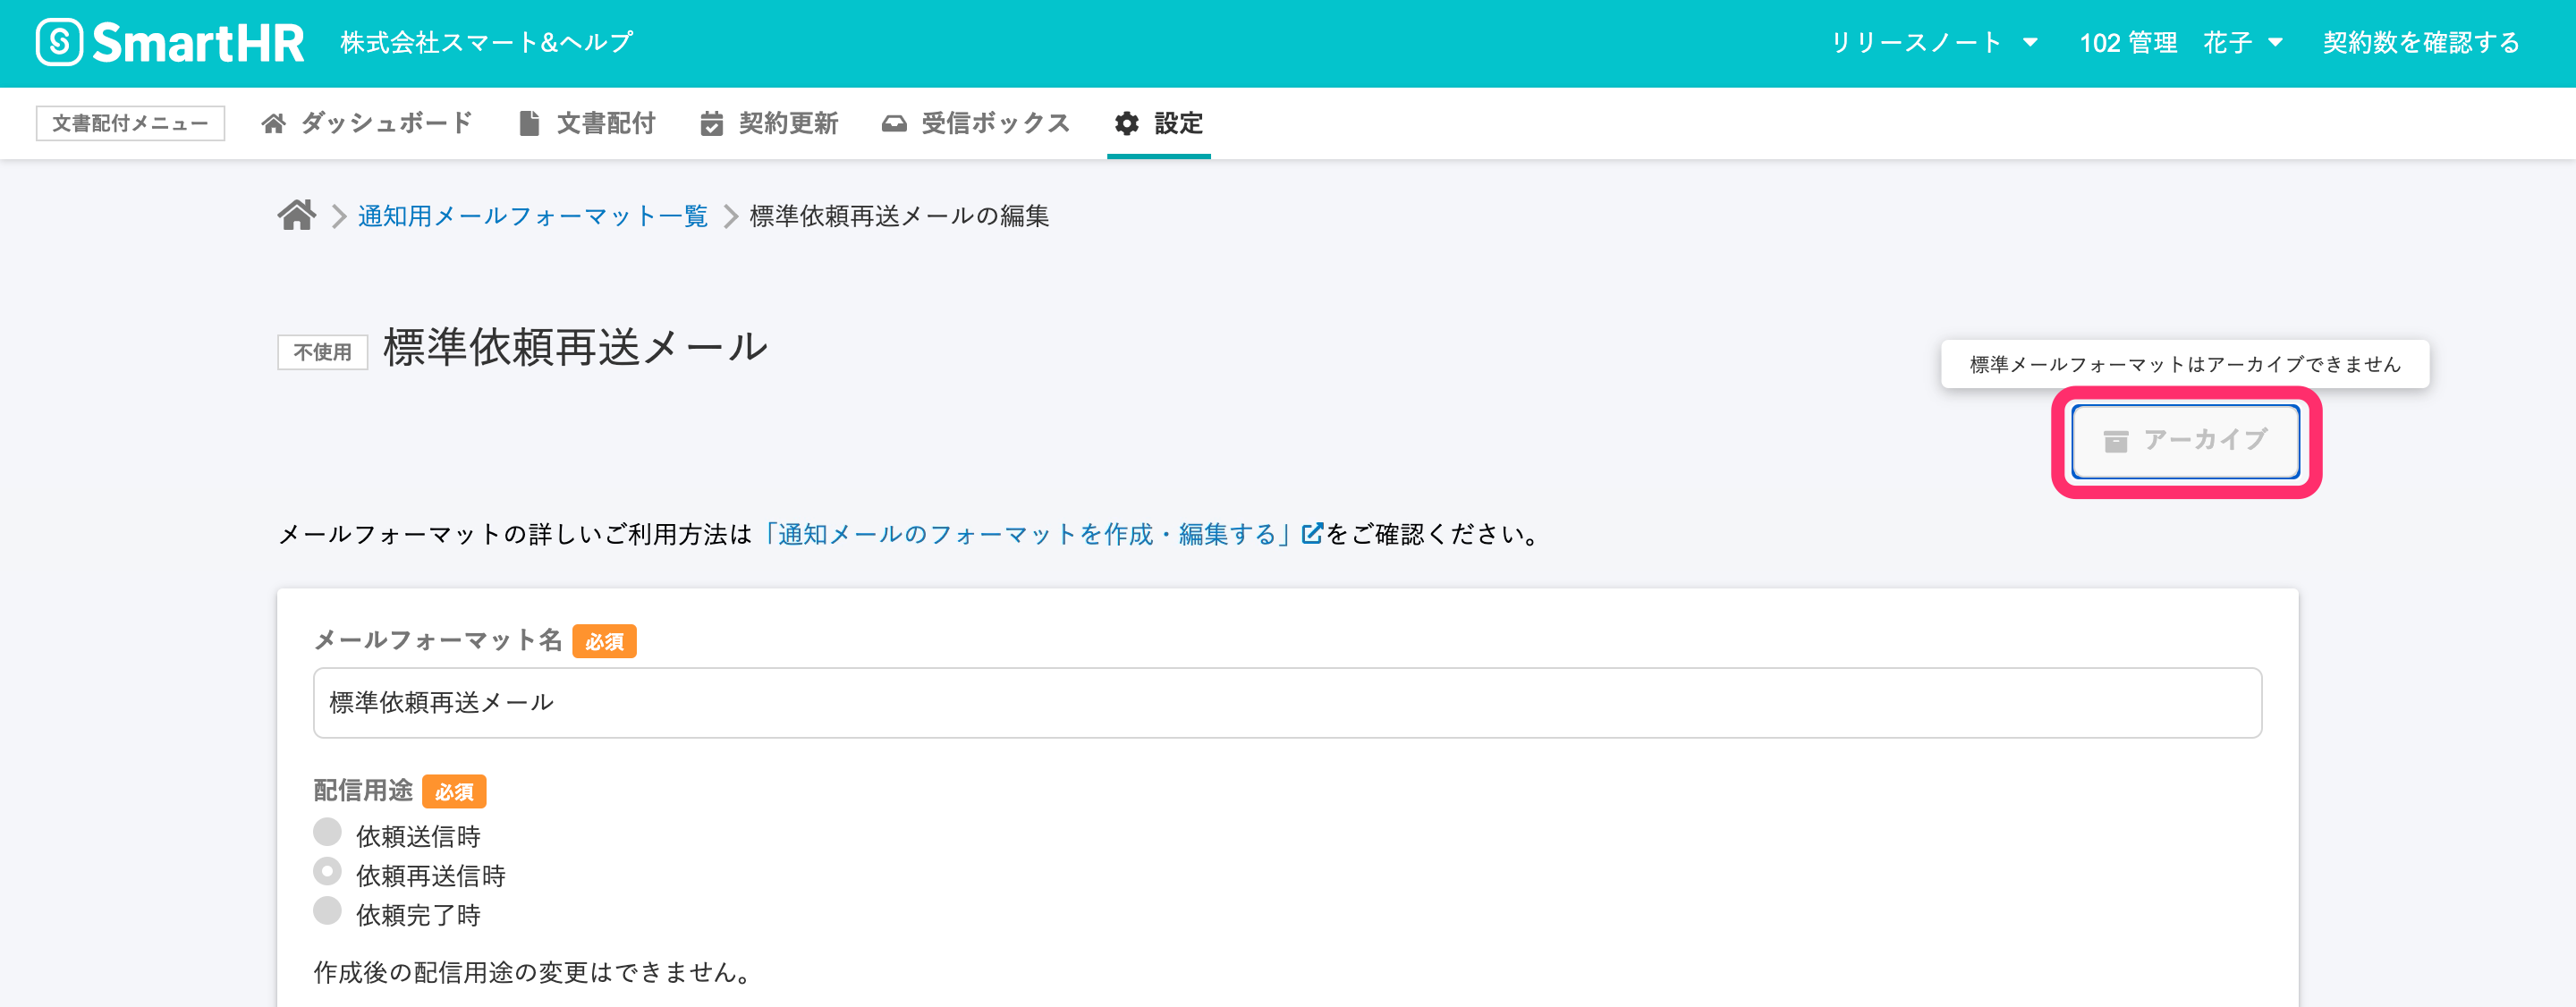 SmartHR 株式会社スマート&ヘルプ リリースノート 102 管理 花子 契約数を確認する
文書配付メニュー ダッシュボード 文書配付 契約更新 受信ボックス 設定
通知用メールフォーマット一覧 標準依頼再送メールの編集
不使用 標準依頼再送メール
標準メールフォーマットはアーカイブできません
アーカイブ
メールフォーマットの詳しいご利用方法は「通知メールのフォーマットを作成・編集する」をご確認ください。
メールフォーマット名 必須
標準依頼再送メール
配信用途 必須
依頼送信時
依頼再送信時
依頼完了時
作成後の配信用途の変更はできません。